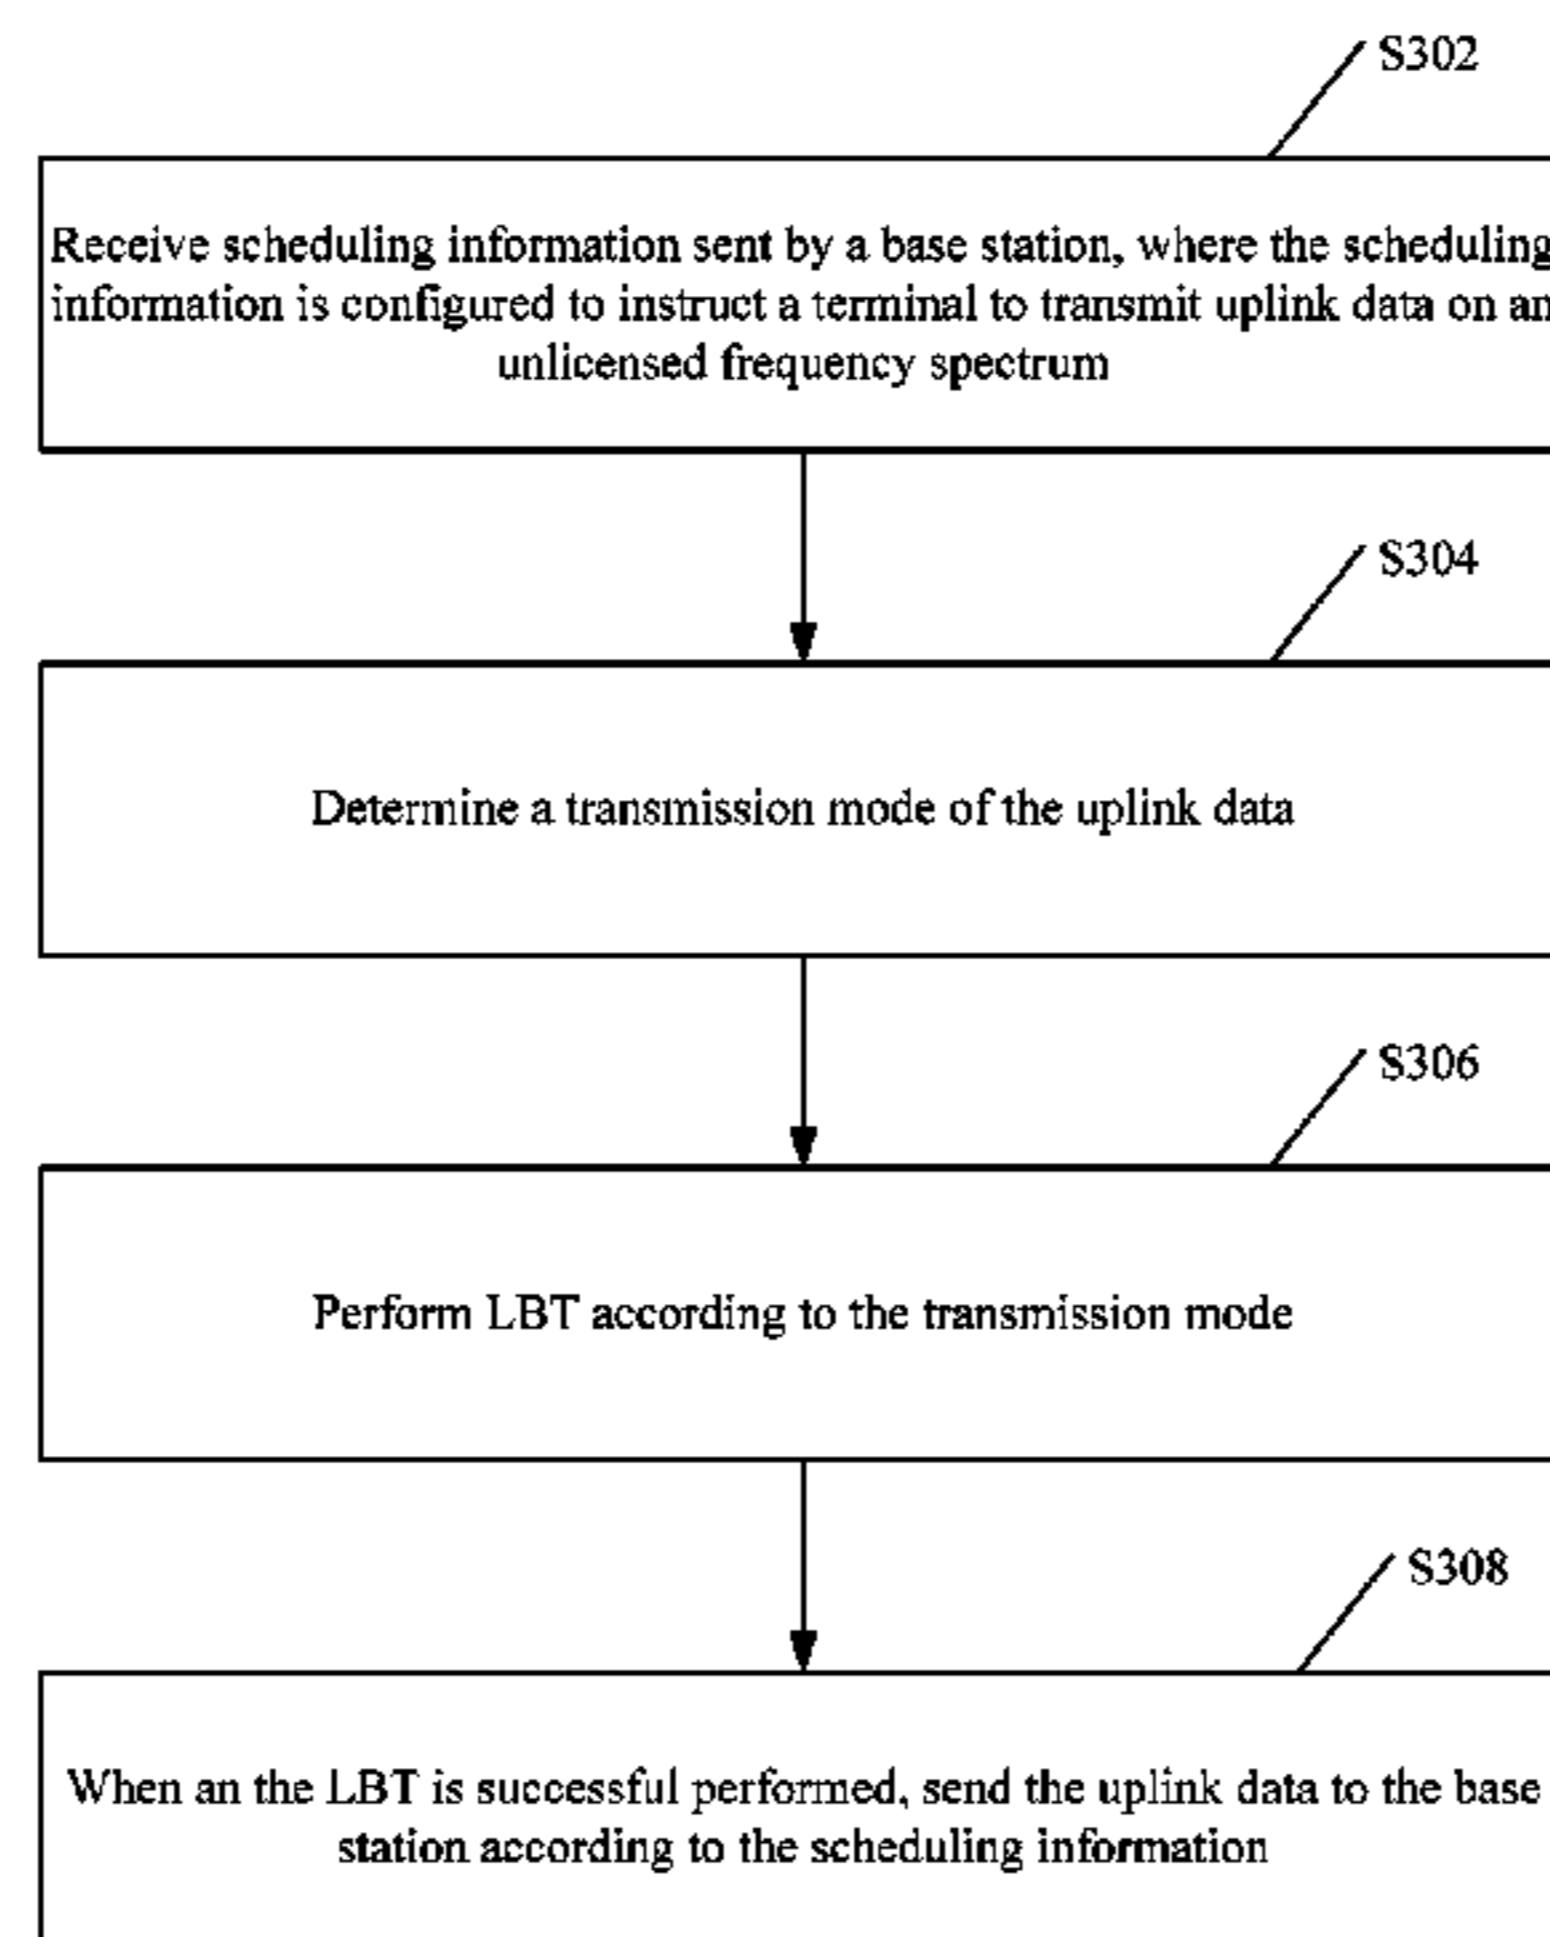 S302
Receive scheduling information sent by a base station, where the scheduling
information is configured to instruct a terminal to transmit uplink data on an
unlicensed frequency spectrum
S304
Determine a transmission mode of the uplink data
S306
Perform LBT according to the transmission mode
S308
When an the LBT is successful performed, send the uplink data to the base
station according to the scheduling information